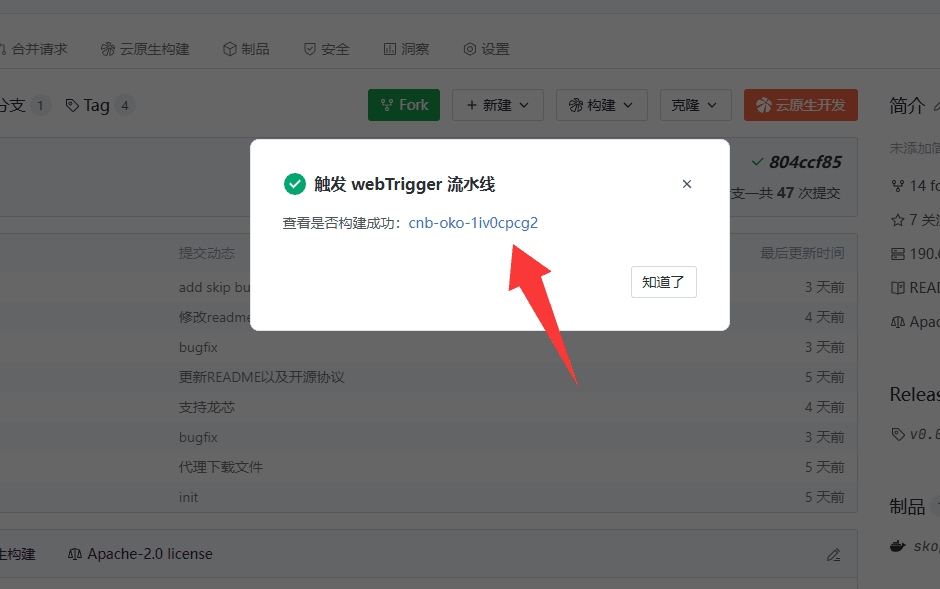 合并请求 云原生构建 制品 安全 洞察 设置
分支 1 Tag 4 Fork + 新建 构建 克隆 云原生开发 简介
未添加简
804ccf85
支一共 47 次提交
14 fo
7 关注
190.6
READ
Apac
触发 webTrigger 流水线
查看是否构建成功：cnb-oko-1iv0cpcg2
知道了
提交动态 最后更新时间
add skip bu 3 天前
修改readme 4 天前
bugfix 3 天前
更新README以及开源协议 5 天前
支持龙芯 4 天前
bugfix 3 天前
代理下载文件 5 天前
init 5 天前
Releas
v0.0
制品
sko
生构建 Apache-2.0 license